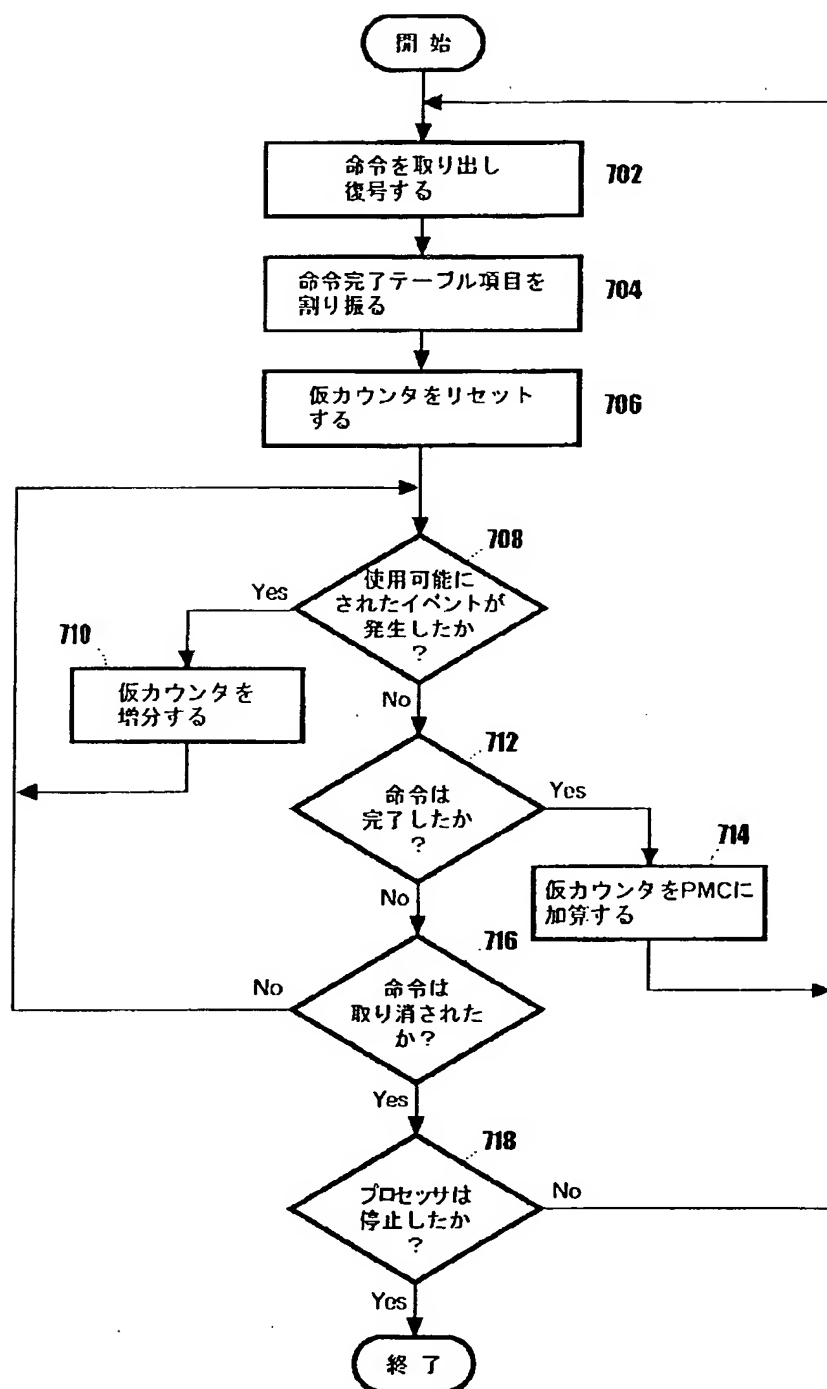 開始
命令を取り出し
復号する
702
命令完了テーブル項目を
割り振る
704
仮カウンタをリセット
する
706
708
使用可能に
されたイベントが
発生したか
?
Yes
No
710
仮カウンタを
増分する
712
命令は
完了したか
?
Yes
No
714
仮カウンタをPMCに
加算する
716
命令は
取り消された
か?
No
Yes
718
プロセッサは
停止したか
?
No
Yes
終了